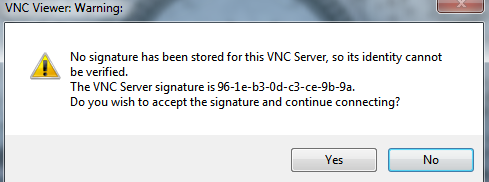 VNC Viewer: Warning:
No signature has been stored for this VNC Server, so its identity cannot
be verified.
The VNC Server signature is 96-1e-b3-0d-c3-ce-9b-9a.
Do you wish to accept the signature and continue connecting?
Yes
No